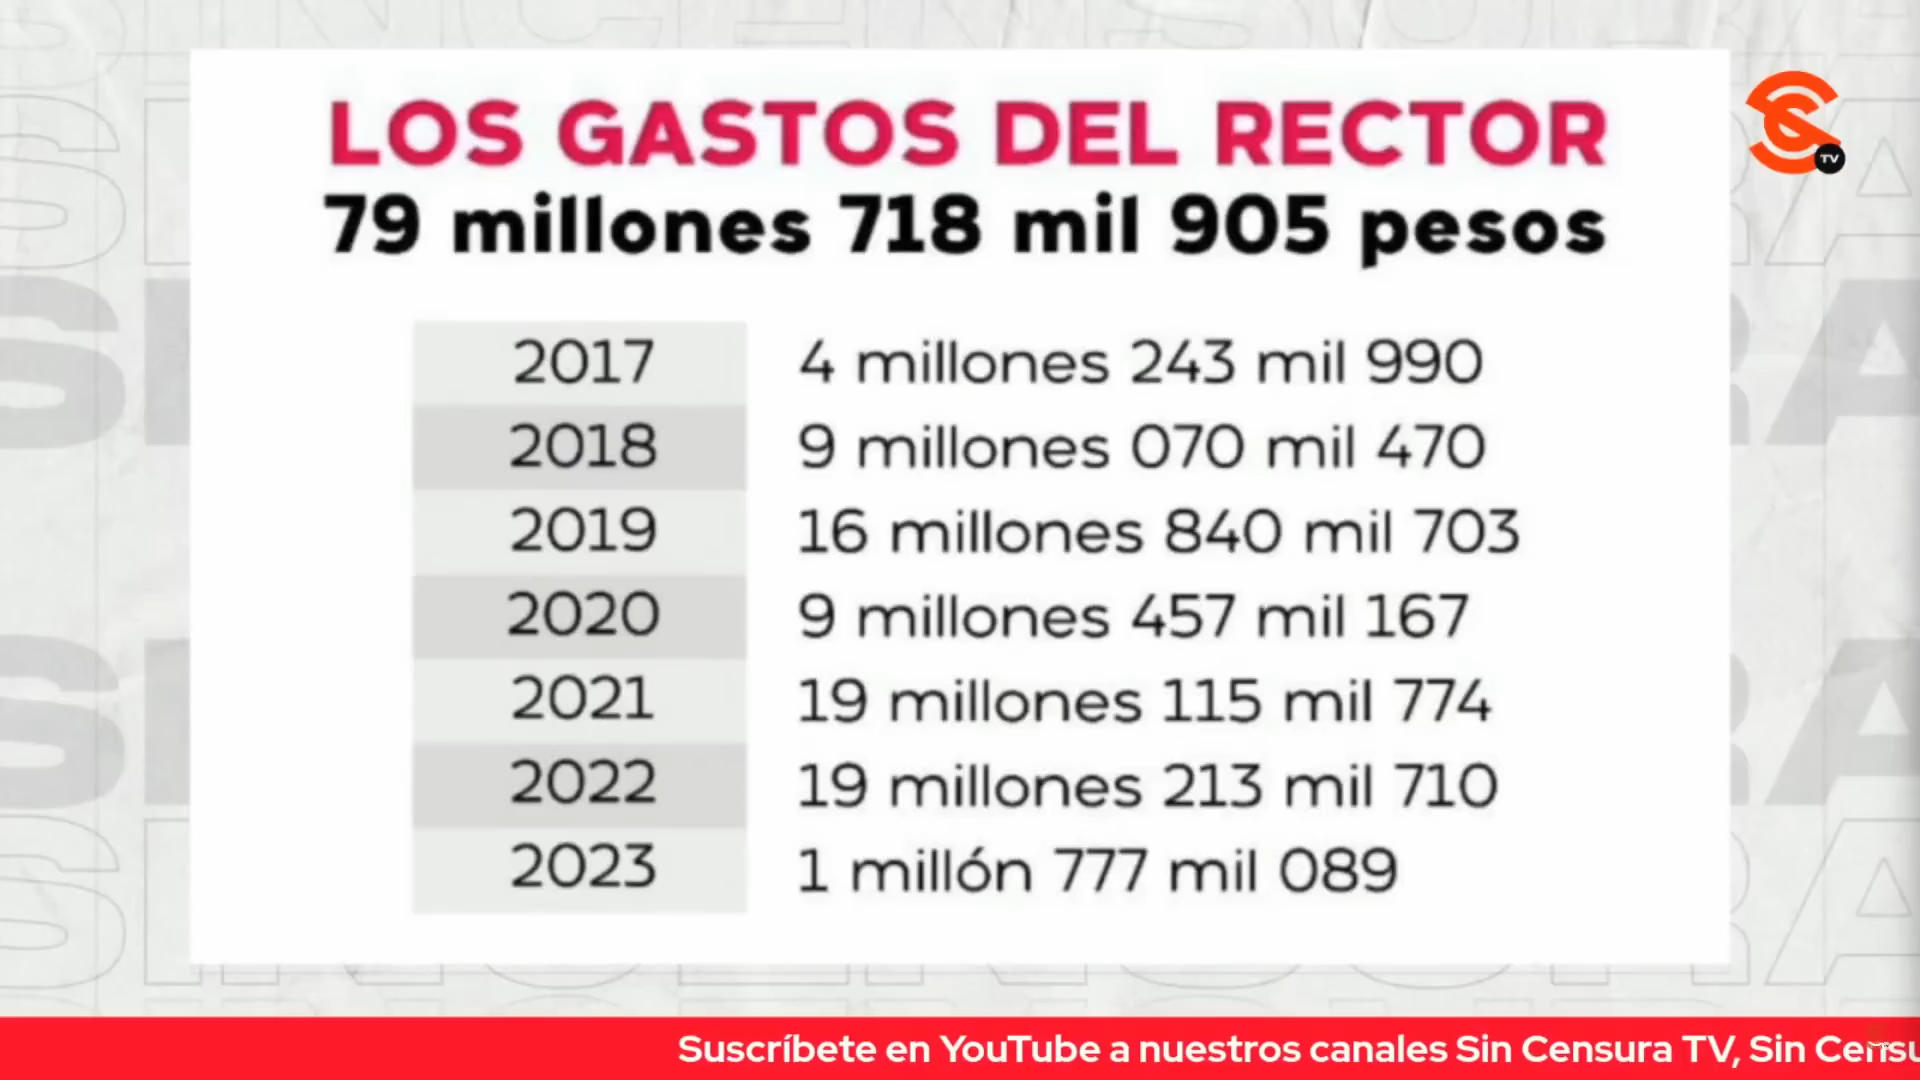 LOS GASTOS DEL RECTOR
79 millones 718 mil 905 pesos
2017 4 millones 243 mil 990
2018 9 millones 070 mil 470
2019 16 millones 840 mil 703
2020 9 millones 457 mil 167
2021 19 millones 115 mil 774
2022 19 millones 213 mil 710
2023 1 millón 777 mil 089
TV
Suscríbete en YouTube a nuestros canales Sin Censura TV, Sin Censu